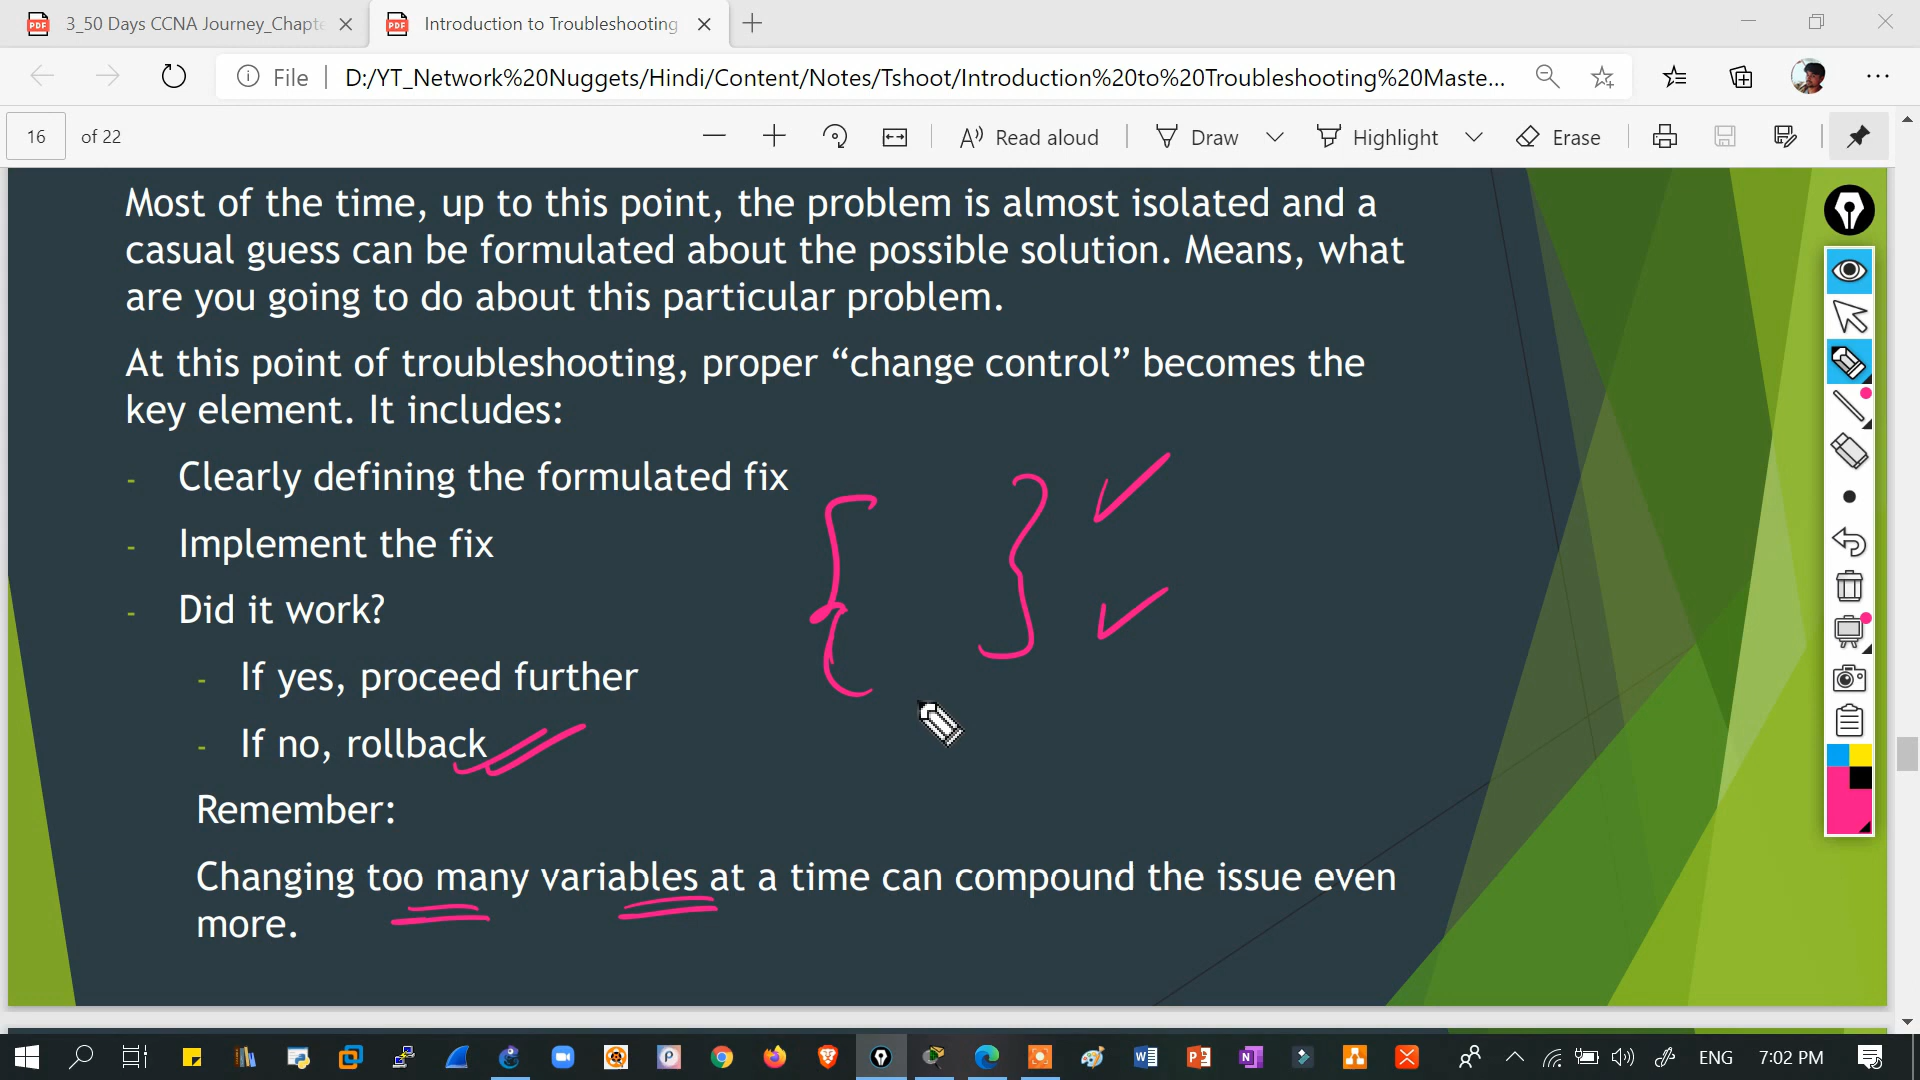 3_50 Days CCNA Journey_Chapte
Introduction to Troubleshooting
File
D:/YT_Network%20Nuggets/Hindi/Content/Notes/Tshoot/Introduction%20to%20Troubleshooting%20Maste...
16 of 22
Read aloud
Draw
Highlight
Erase
Most of the time, up to this point, the problem is almost isolated and a
casual guess can be formulated about the possible solution. Means, what
are you going to do about this particular problem.
At this point of troubleshooting, proper “change control” becomes the
key element. It includes:
- Clearly defining the formulated fix
- Implement the fix
- Did it work?
- If yes, proceed further
- If no, rollback
Remember:
Changing too many variables at a time can compound the issue even
more.
ENG
7:02 PM